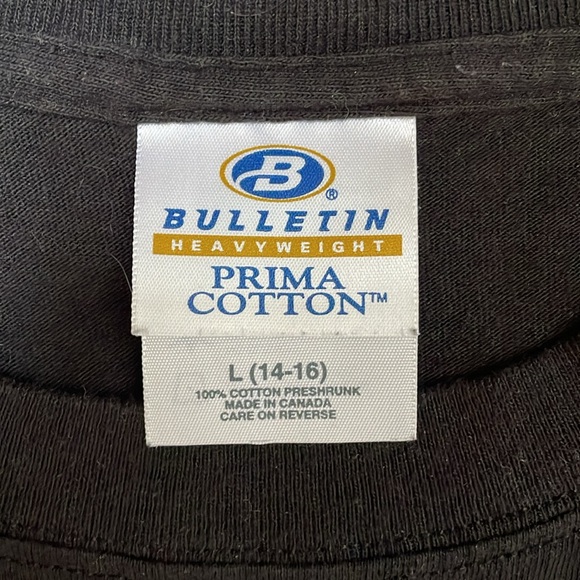 B®
BULLETIN
HEAVYWEIGHT
PRIMA
COTTON™
L (14-16)
100% COTTON PRESHRUNK
MADE IN CANADA
CARE ON REVERSE